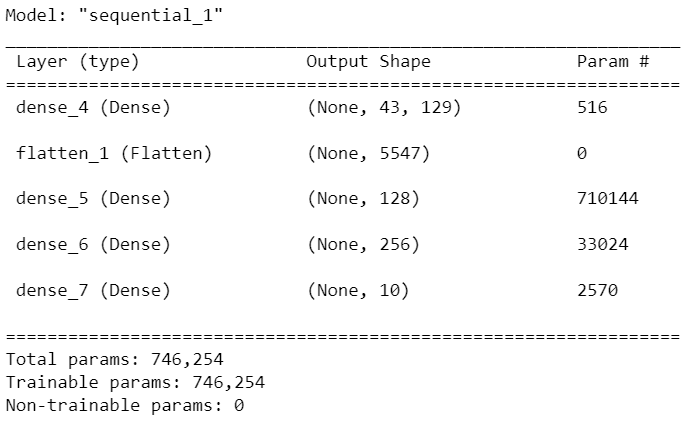 Model: "sequential_1"
_________________________________________________________________
Layer (type) Output Shape Param #
=================================================================
dense_4 (Dense) (None, 43, 129) 516
flatten_1 (Flatten) (None, 5547) 0
dense_5 (Dense) (None, 128) 710144
dense_6 (Dense) (None, 256) 33024
dense_7 (Dense) (None, 10) 2570
=================================================================
Total params: 746,254
Trainable params: 746,254
Non-trainable params: 0